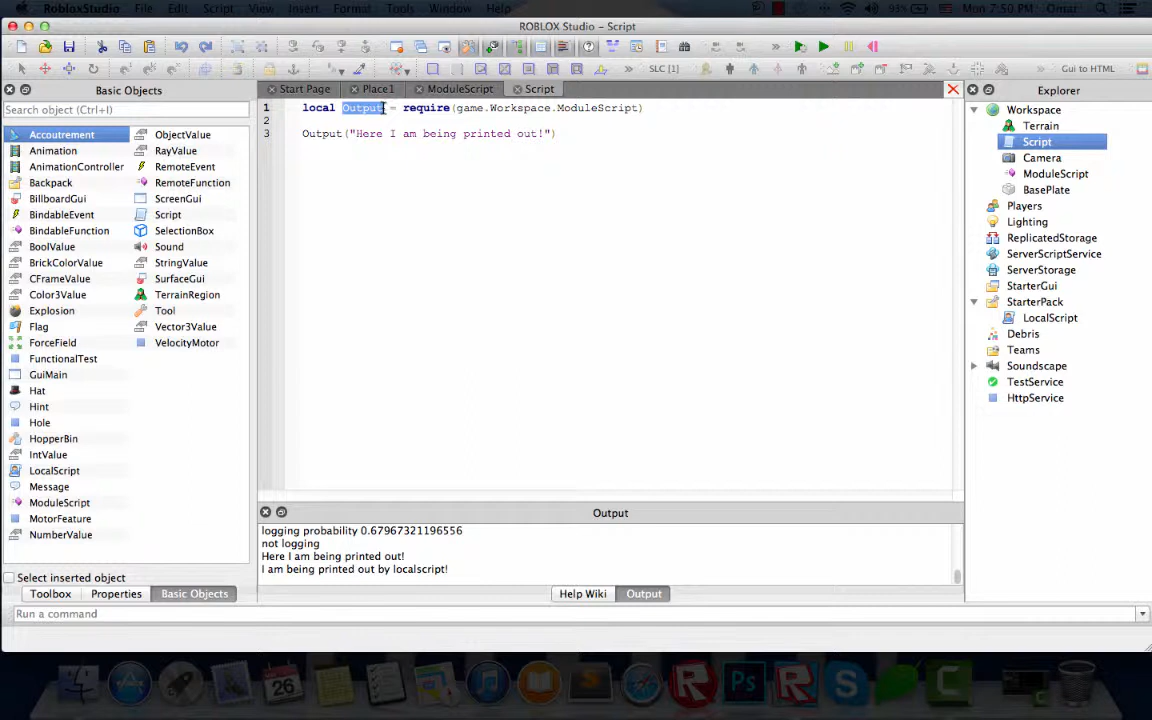 RobloxStudio File Edit Script View Insert Format Tools Window Help 93% Mon 7:50 PM Omar
ROBLOX Studio - Script
SLC [1] Gui to HTML
Basic Objects
Search object (Ctrl+I)
Accoutrement ObjectValue
Animation RayValue
AnimationController RemoteEvent
Backpack RemoteFunction
BillboardGui ScreenGui
BindableEvent Script
BindableFunction SelectionBox
BoolValue Sound
BrickColorValue StringValue
CFrameValue SurfaceGui
Color3Value TerrainRegion
Explosion Tool
Flag Vector3Value
ForceField VelocityMotor
FunctionalTest
GuiMain
Hat
Hint
Hole
HopperBin
IntValue
LocalScript
Message
ModuleScript
MotorFeature
NumberValue
Select inserted object
Toolbox Properties Basic Objects
Start Page Place1 ModuleScript Script
1 local Output = require(game.Workspace.ModuleScript)
2
3 Output("Here I am being printed out!")
Output
logging probability 0.67967321196556
not logging
Here I am being printed out!
I am being printed out by localscript!
Help Wiki Output
Explorer
Workspace
Terrain
Script
Camera
ModuleScript
BasePlate
Players
Lighting
ReplicatedStorage
ServerScriptService
ServerStorage
StarterGui
StarterPack
LocalScript
Debris
Teams
Soundscape
TestService
HttpService
Run a command
26
Ps